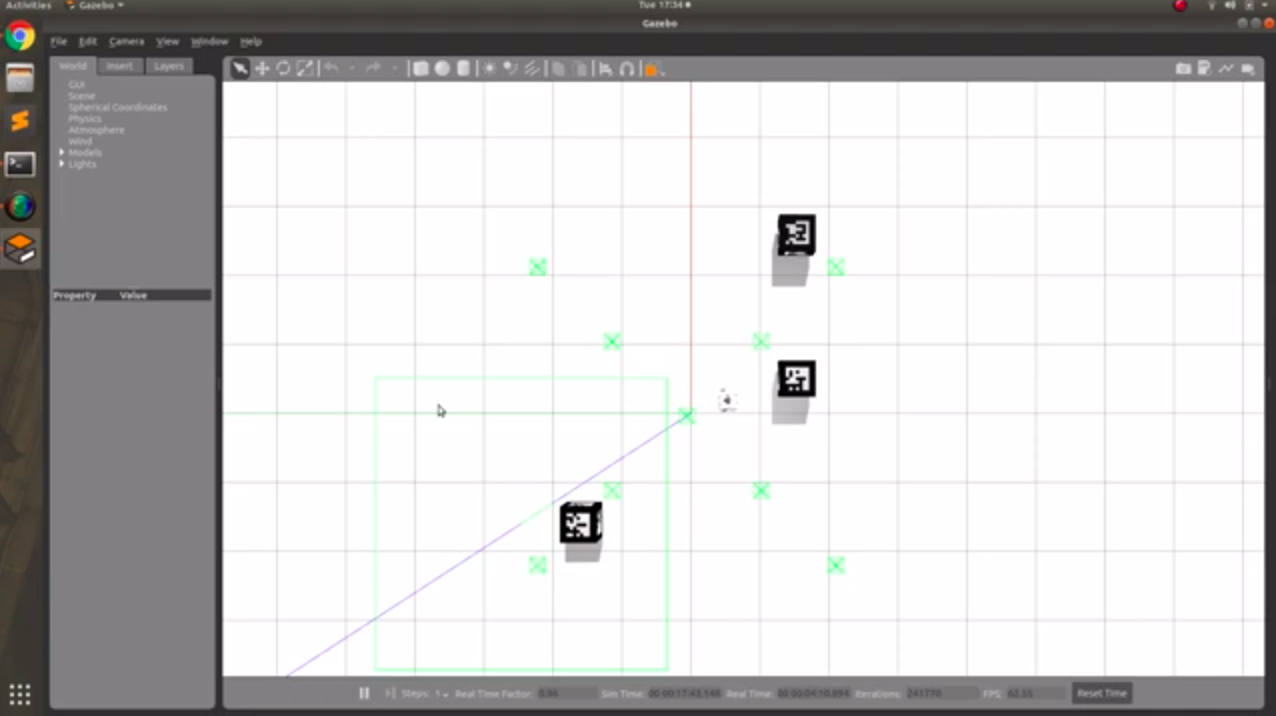 Activities Gazebo Tue 17:34
Gazebo
File Edit Camera View Window Help
World Insert Layers
GUI
Scene
Spherical Coordinates
Physics
Atmosphere
Wind
Models
Lights
Property Value
Steps: 1 Real Time Factor: 0.96 Sim Time: 00 00:17:43.148 Real Time: 00 00:04:10.894 Iterations: 241770 FPS: 62.55 Reset Time